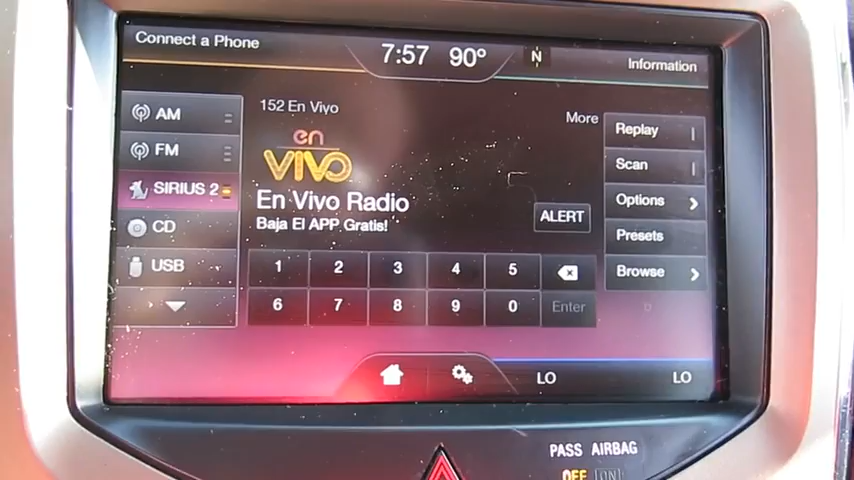 Connect a Phone
7:57 90°
N
Information
AM
FM
SIRIUS 2
CD
USB
152 En Vivo
More
en
VIVO
En Vivo Radio
Baja El APP Gratis!
ALERT
1 2 3 4 5
6 7 8 9 0 Enter
Replay
Scan
Options
Presets
Browse
LO
LO
PASS AIRBAG
OFF ON